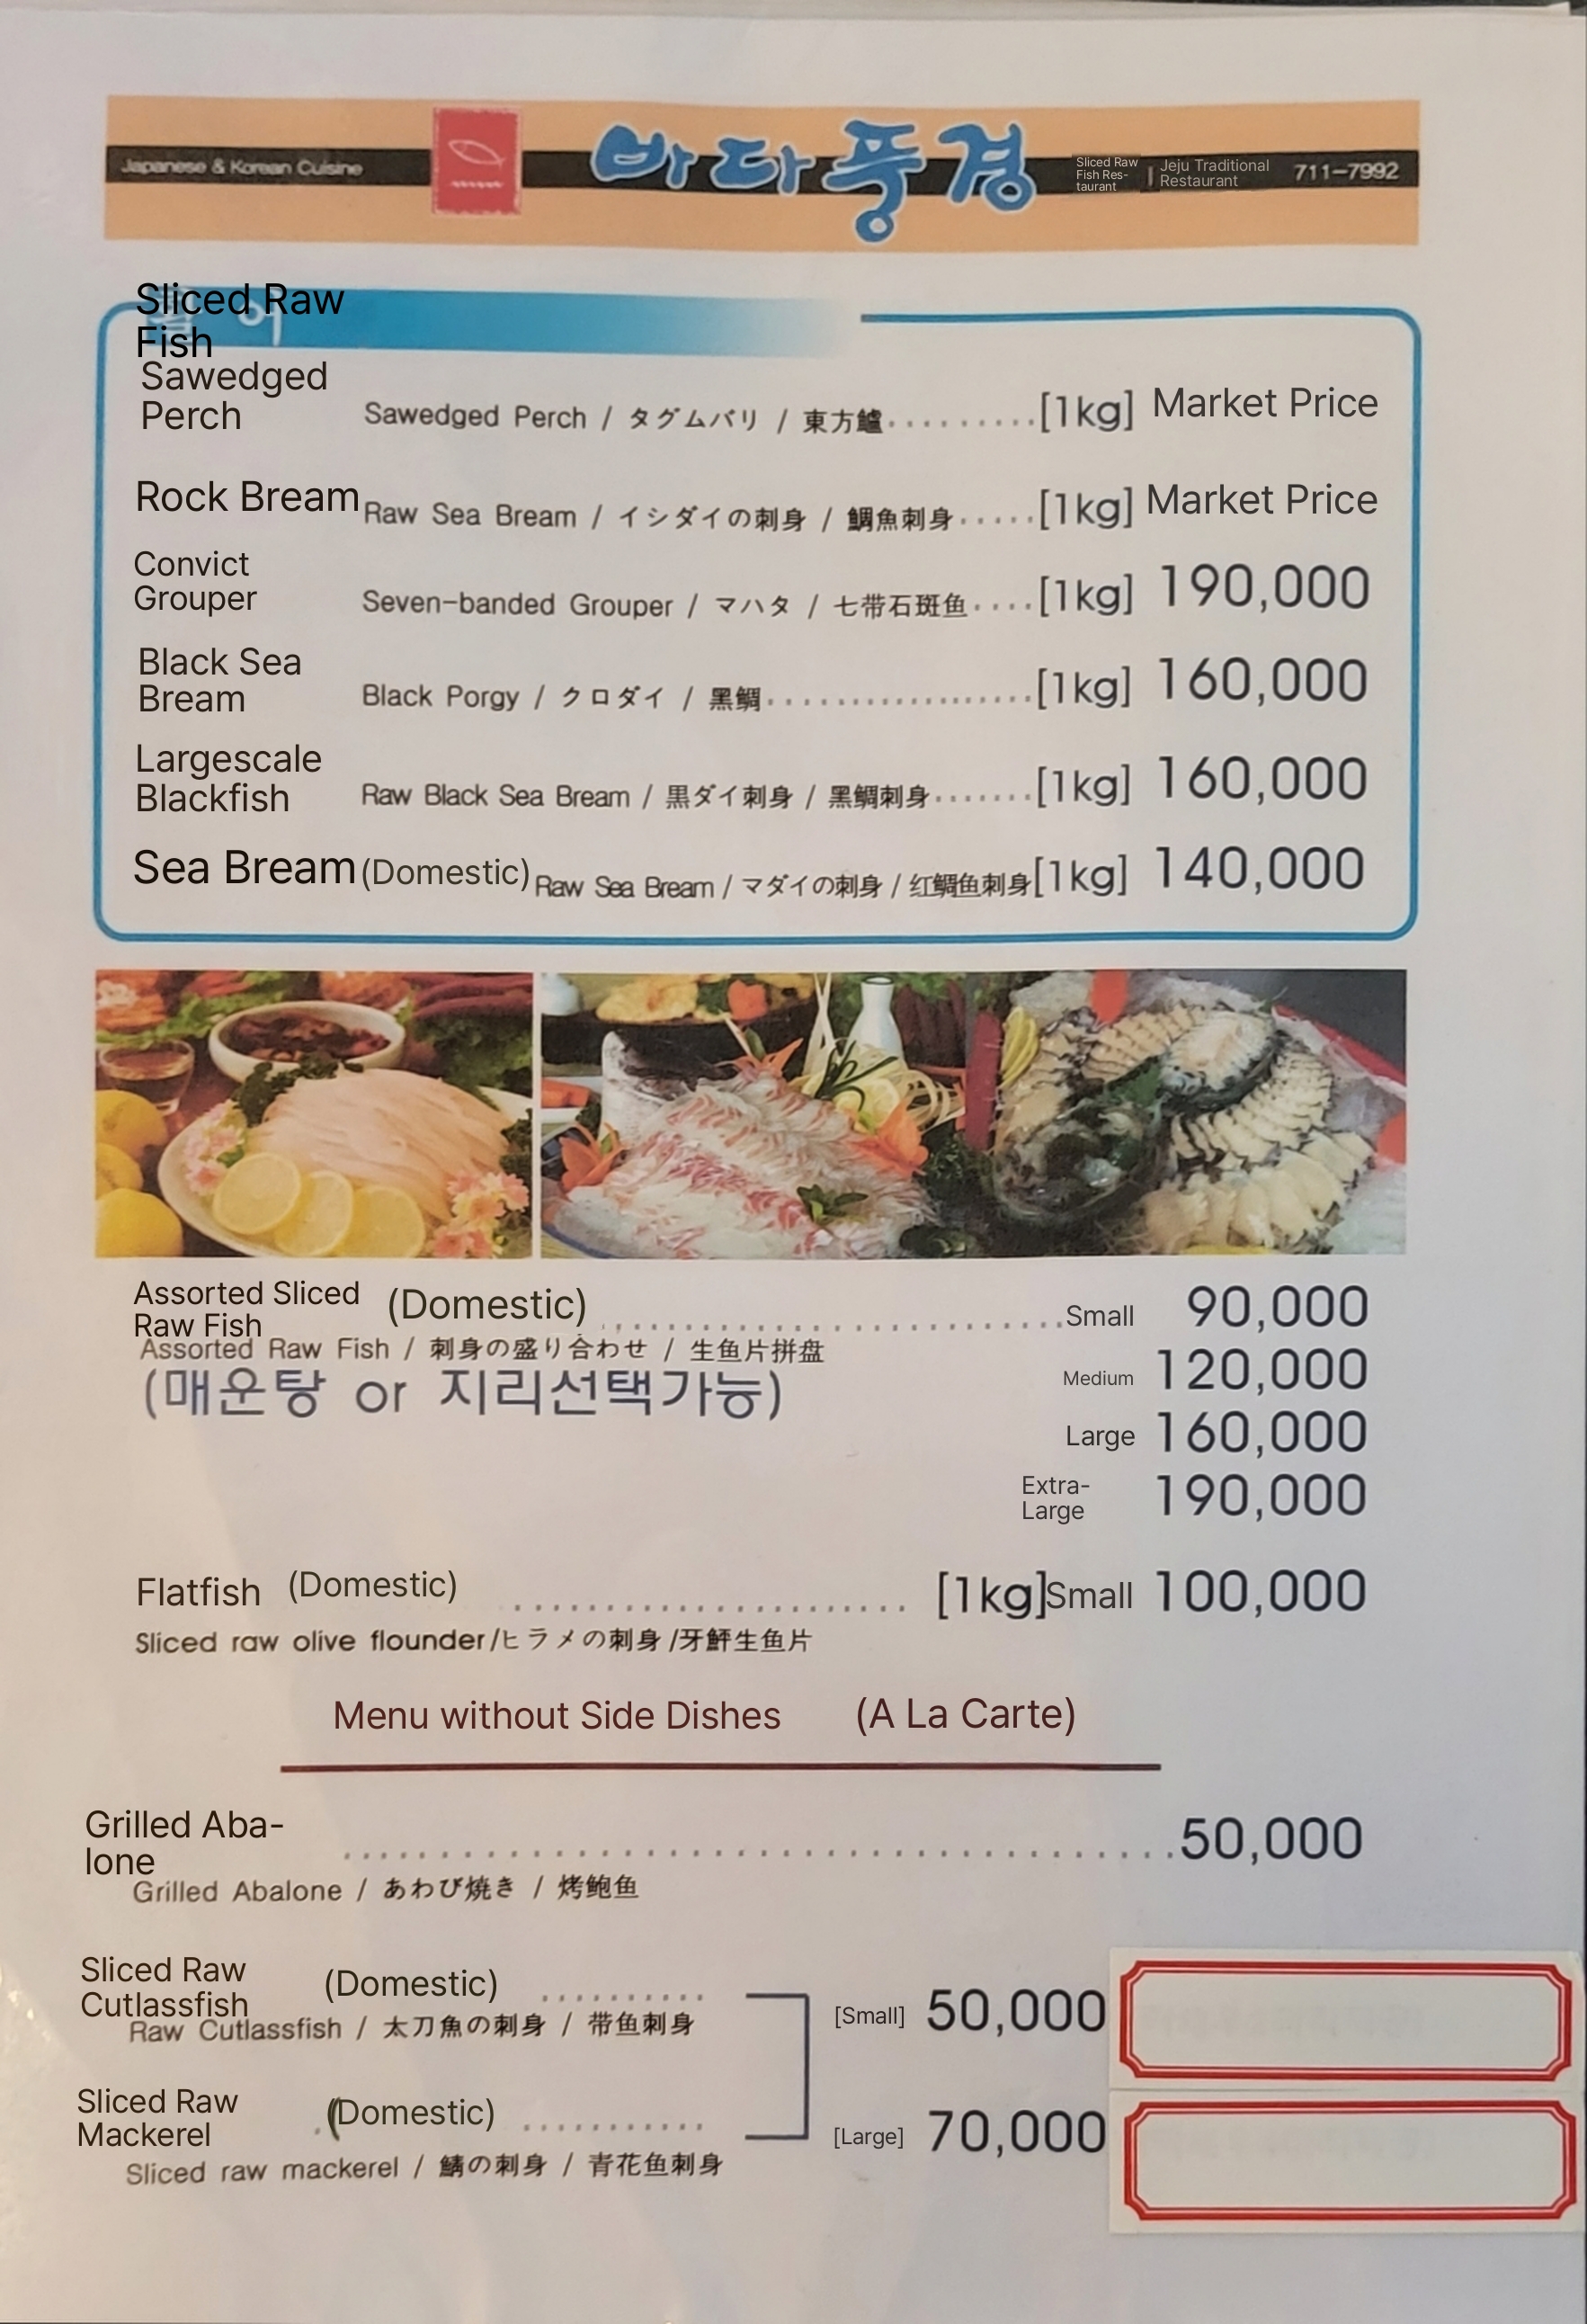 Japanese & Korean Cuisine
바다풍경
Sliced Raw
Fish Res-
taurant
| Jeju Traditional
Restaurant
711-7992
Sliced Raw
Fish
어
Sawedged
Perch
Sawedged Perch / タグムバリ / 東方鱸.........[1kg] Market Price
Rock Bream
Raw Sea Bream / イシダイの刺身 / 鯛魚刺身.....[1kg] Market Price
Convict
Grouper
Seven-banded Grouper / マハタ / 七带石斑鱼....[1kg] 190,000
Black Sea
Bream
Black Porgy / クロダイ / 黑鲷...............[1kg] 160,000
Largescale
Blackfish
Raw Black Sea Bream / 黒ダイ刺身 / 黑鲷刺身.......[1kg] 160,000
Sea Bream (Domestic) Raw Sea Bream / マダイの刺身 / 红鲷鱼刺身 [1kg] 140,000
Assorted Sliced
Raw Fish
(Domestic) .......................... Small 90,000
Assorted Raw Fish / 刺身の盛り合わせ / 生鱼片拼盘
Medium 120,000
(매운탕 or 지리선택가능)
Large 160,000
Extra-
Large
190,000
Flatfish (Domestic) ...................... [1kg] Small 100,000
Sliced raw olive flounder/ヒラメの刺身/牙鮃生鱼片
Menu without Side Dishes (A La Carte)
Grilled Aba-
lone
...................................50,000
Grilled Abalone / あわび焼き / 烤鲍鱼
Sliced Raw
Cutlassfish
(Domestic) ..........
Raw Cutlassfish / 太刀魚の刺身 / 带鱼刺身
[Small] 50,000
Sliced Raw
Mackerel
(Domestic) ...........
[Large] 70,000
Sliced raw mackerel / 鯖の刺身 / 青花鱼刺身